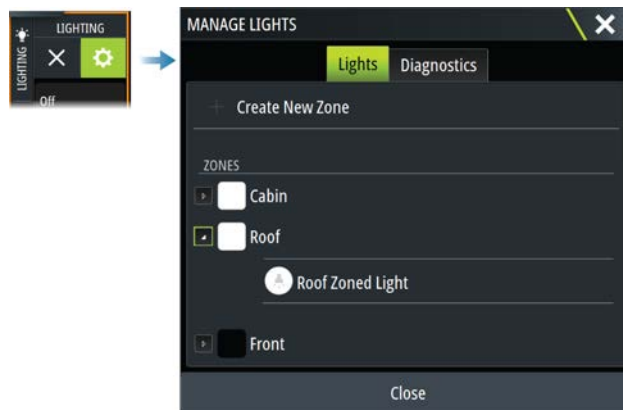 LIGHTING
LIGHTING
Off
MANAGE LIGHTS
Lights Diagnostics
Create New Zone
ZONES
Cabin
Roof
A Roof Zoned Light
Front
Close